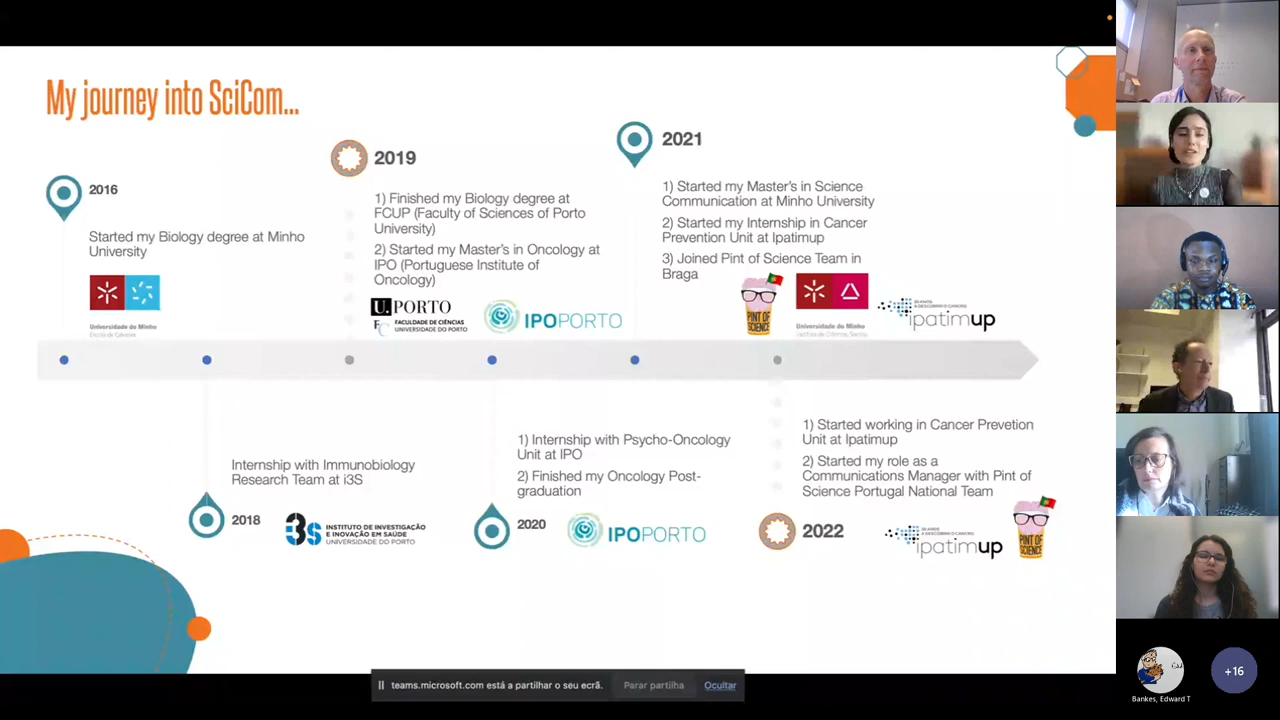 My journey into SciCom...
2016
Started my Biology degree at Minho
University
Universidade do Minho
Escola de Ciências
2019
1) Finished my Biology degree at
FCUP (Faculty of Sciences of Porto
University)
2) Started my Master's in Oncology at
IPO (Portuguese Institute of
Oncology)
U.PORTO
FC FACULDADE DE CIÊNCIAS
UNIVERSIDADE DO PORTO
IPOPORTO
2021
1) Started my Master's in Science
Communication at Minho University
2) Started my Internship in Cancer
Prevention Unit at Ipatimup
3) Joined Pint of Science Team in
Braga
PINT OF
SCIENCE
Universidade do Minho
ipatimup
Internship with Immunobiology
Research Team at i3S
2018
i3S
INSTITUTO DE INVESTIGAÇÃO
E INOVAÇÃO EM SAÚDE
UNIVERSIDADE DO PORTO
1) Internship with Psycho-Oncology
Unit at IPO
2) Finished my Oncology Post-
graduation
2020
IPOPORTO
1) Started working in Cancer Prevetion
Unit at Ipatimup
2) Started my role as a
Communications Manager with Pint of
Science Portugal National Team
2022
ipatimup
PINT OF
SCIENCE
teams.microsoft.com está a partilhar o seu ecrã.
Parar partilha
Ocultar
+16
Bankes, Edward T